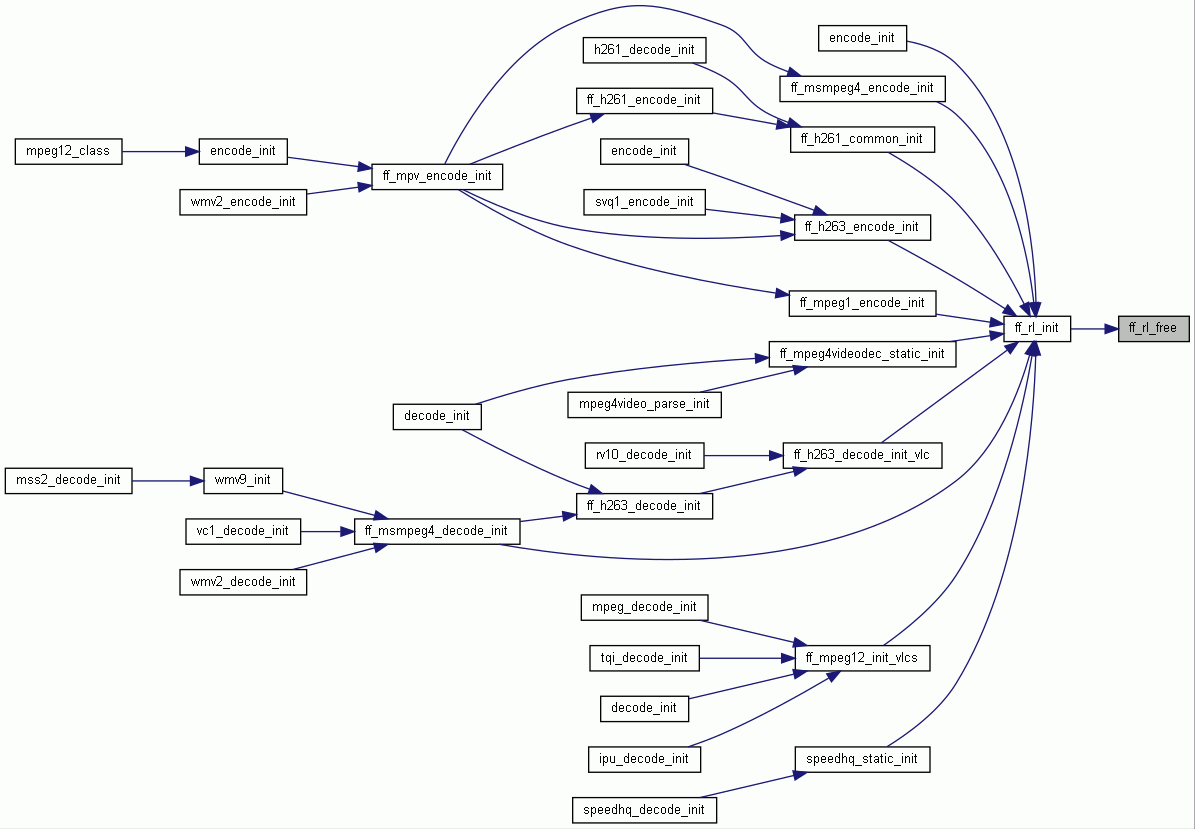 encode_init
h261_decode_init
ff_msmpeg4_encode_init
ff_h261_encode_init
ff_h261_common_init
mpeg12_class
encode_init
encode_init
ff_mpv_encode_init
wmv2_encode_init
svq1_encode_init
ff_h263_encode_init
ff_mpeg1_encode_init
ff_rl_init
ff_rl_free
ff_mpeg4videodec_static_init
mpeg4video_parse_init
decode_init
rv10_decode_init
ff_h263_decode_init_vlc
mss2_decode_init
wmv9_init
ff_h263_decode_init
vc1_decode_init
ff_msmpeg4_decode_init
wmv2_decode_init
mpeg_decode_init
tqi_decode_init
ff_mpeg12_init_vlcs
decode_init
ipu_decode_init
speedhq_static_init
speedhq_decode_init